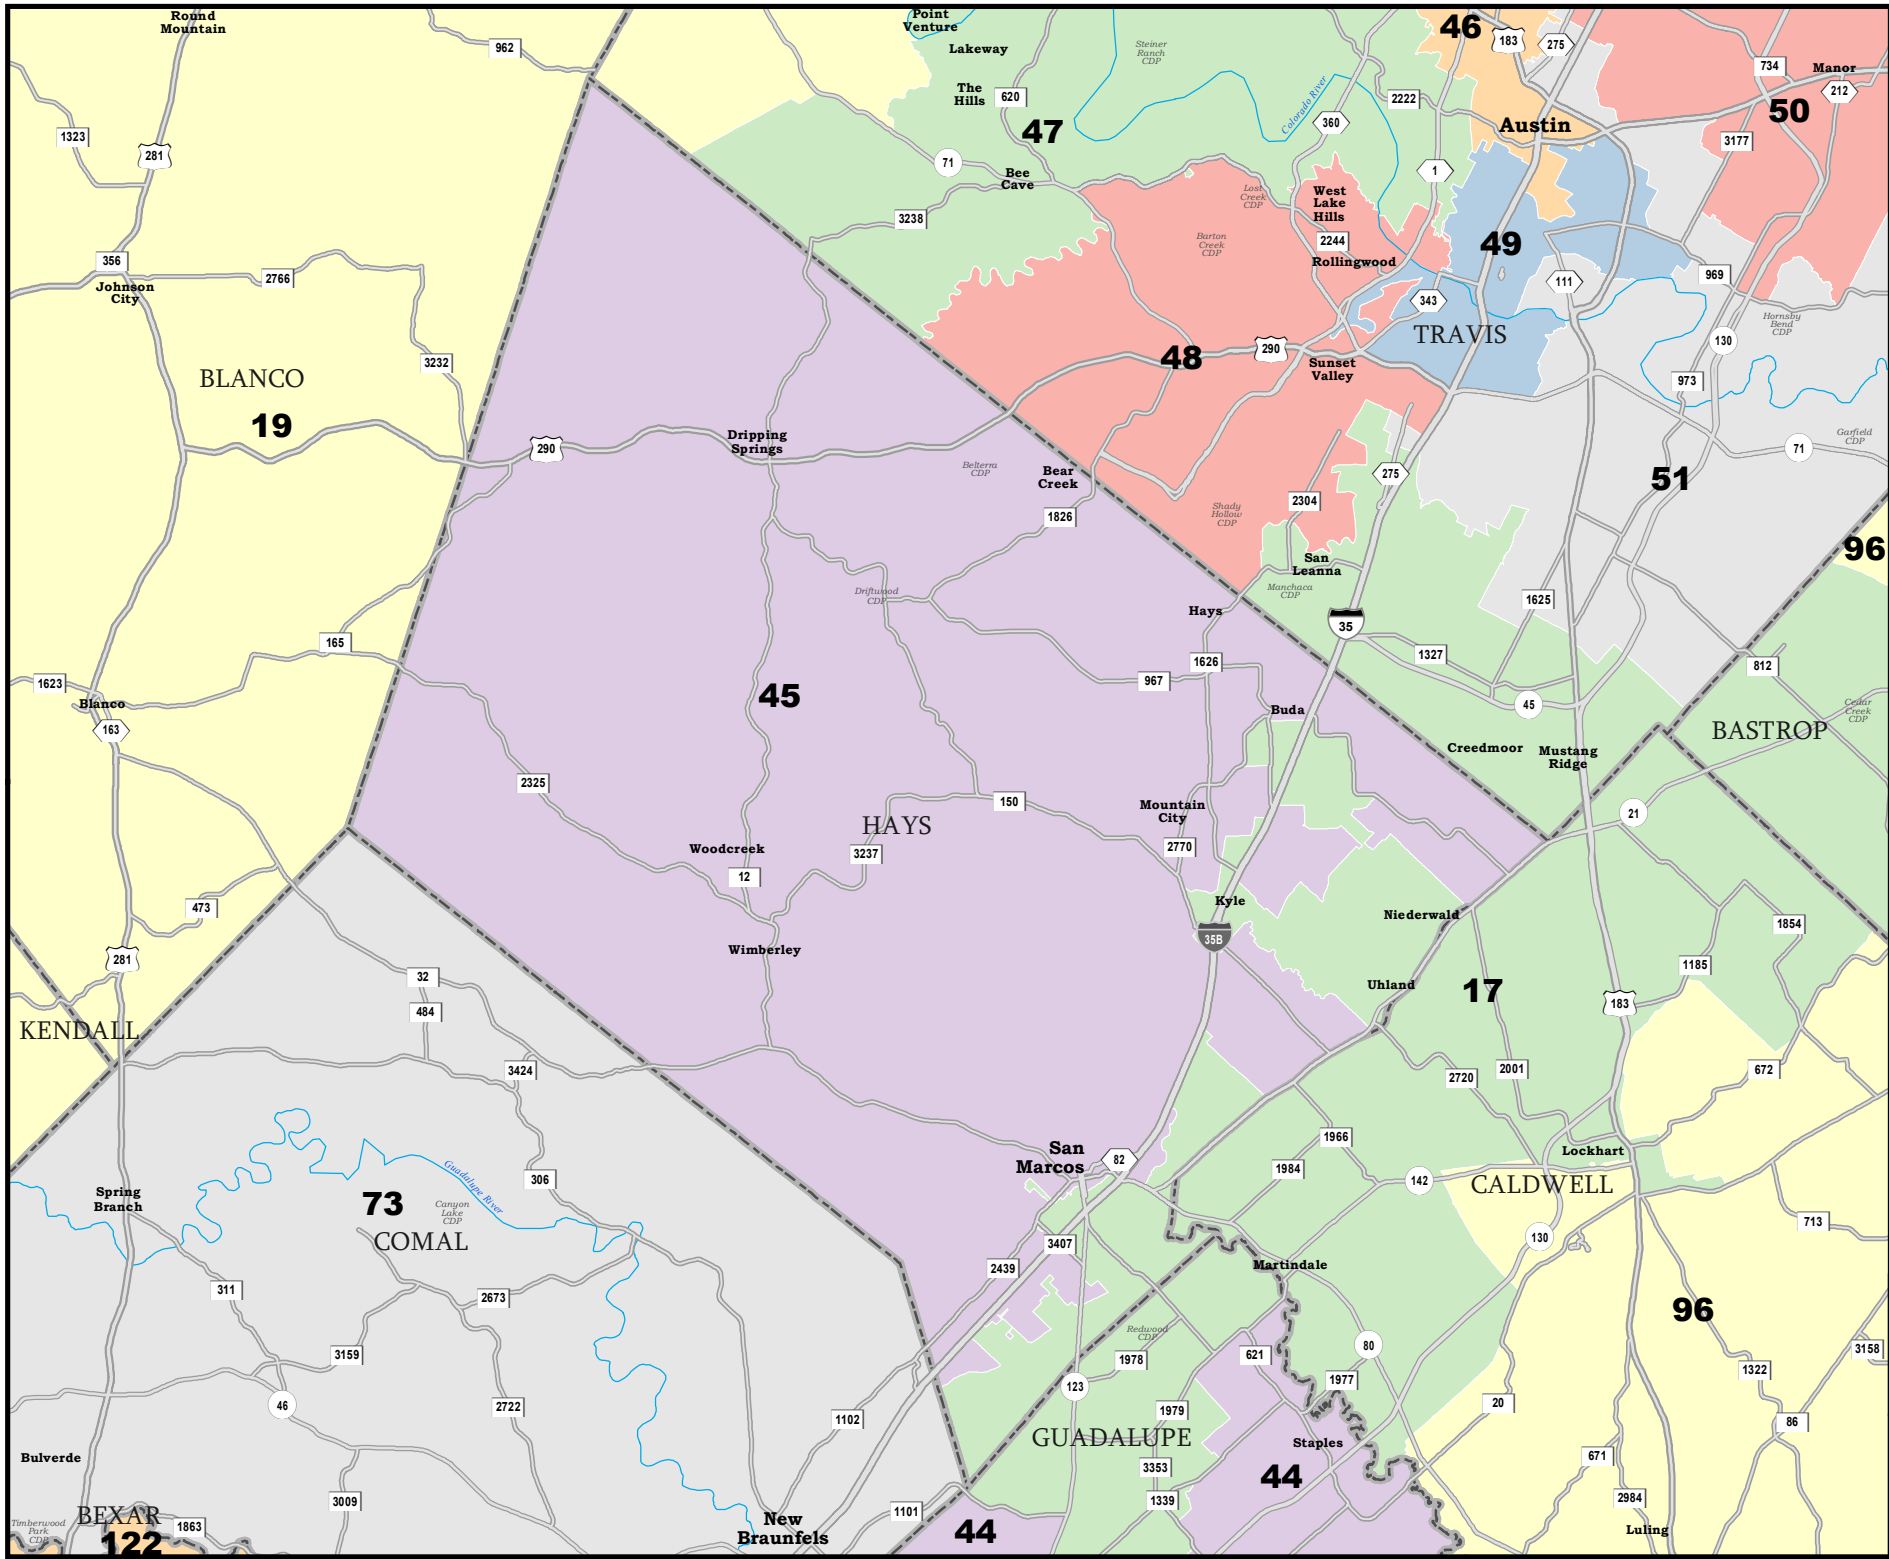 Round
Mountain
962
Point
Venture
Lakeway
Steiner
Ranch
CDP
46
183
275
734
Manor
212
The
Hills
620
47
2222
Colorado River
360
Austin
50
3177
1323
281
71
Bee
Cave
1
Lost
Creek
CDP
West
Lake
Hills
3238
Barton
Creek
CDP
2244
Rollingwood
49
356
Johnson
City
2766
969
111
343
TRAVIS
Hornsby
Bend
CDP
130
3232
BLANCO
19
48
290
Sunset
Valley
973
290
Dripping
Springs
Belterra
CDP
Bear
Creek
1826
275
Garfield
CDP
71
51
Shady
Hollow
CDP
2304
96
San
Leanna
Manchaca
CDP
Driftwood
CDP
Hays
35
1625
165
1327
812
1623
Blanco
163
45
967
1626
Buda
45
Cedar
Creek
CDP
BASTROP
Creedmoor
Mustang
Ridge
2325
150
Mountain
City
21
HAYS
Woodcreek
3237
2770
12
473
Kyle
Niederwald
1854
35B
Wimberley
281
1185
32
Uhland
17
183
484
KENDALL
3424
2720
2001
672
1966
San
Marcos
82
1984
Lockhart
142
CALDWELL
Guadalupe River
306
Spring
Branch
73
Canyon
Lake
CDP
COMAL
713
3407
130
2439
Martindale
311
2673
96
Redwood
CDP
3159
1978
621
80
3158
1322
1977
123
46
2722
1102
1979
20
86
GUADALUPE
Staples
Bulverde
671
3353
44
3009
1339
2984
1101
BEXAR
Timberwood
Park
CDP
122
1863
New
Braunfels
44
Luling